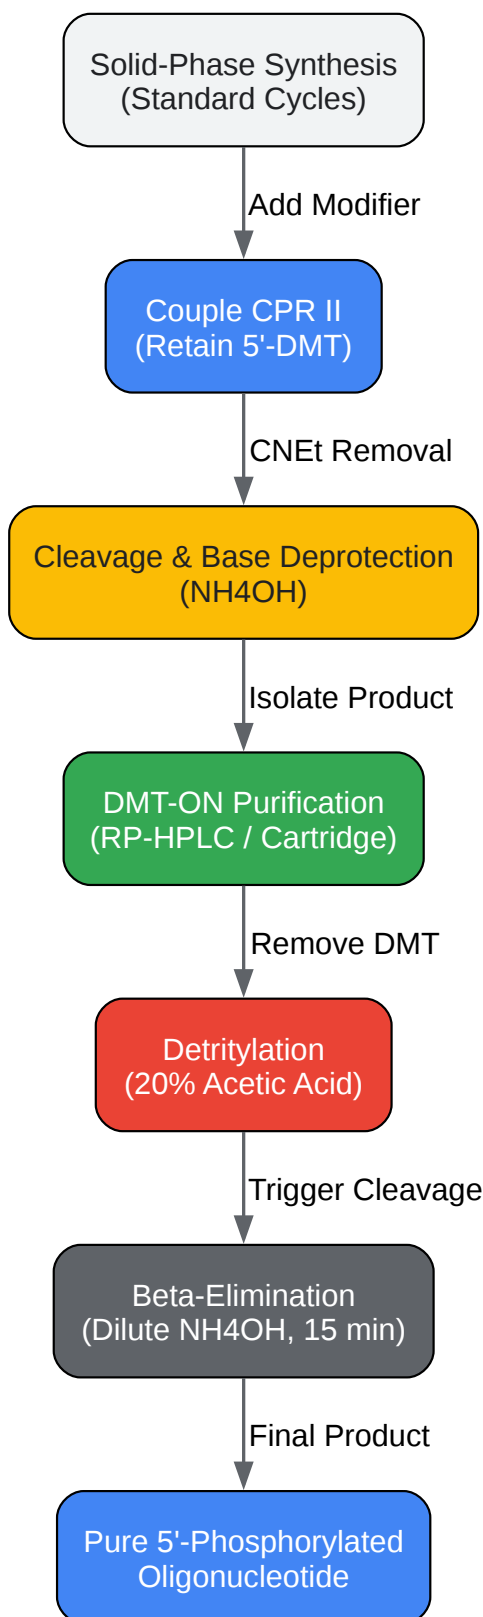 Solid-Phase Synthesis
(Standard Cycles)
Add Modifier
Couple CPR II
(Retain 5'-DMT)
CNEt Removal
Cleavage & Base Deprotection
(NH4OH)
Isolate Product
DMT-ON Purification
(RP-HPLC / Cartridge)
Remove DMT
Detritylation
(20% Acetic Acid)
Trigger Cleavage
Beta-Elimination
(Dilute NH4OH, 15 min)
Final Product
Pure 5'-Phosphorylated
Oligonucleotide